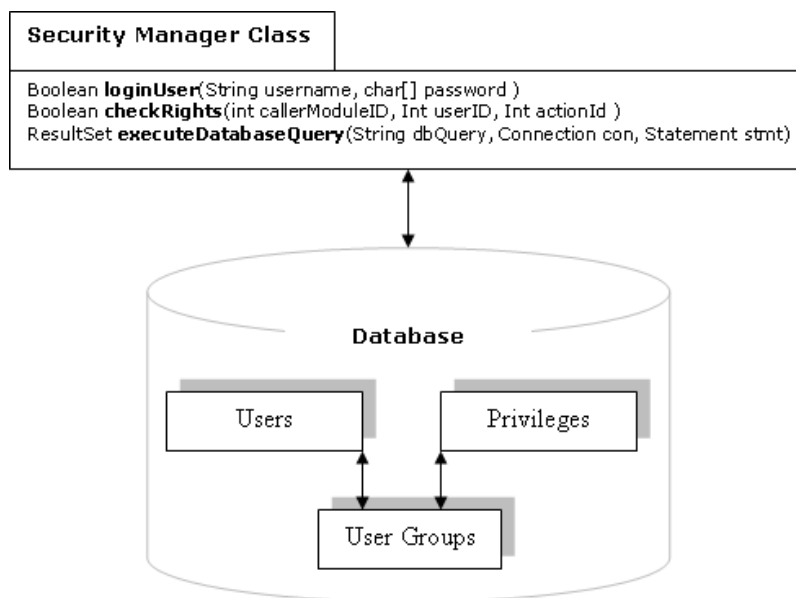 Security Manager Class
Boolean loginUser(String username, char[] password )
Boolean checkRights(int callerModuleID, Int userID, Int actionId )
ResultSet executeDatabaseQuery(String dbQuery, Connection con, Statement stmt)
Database
Users
Privileges
User Groups